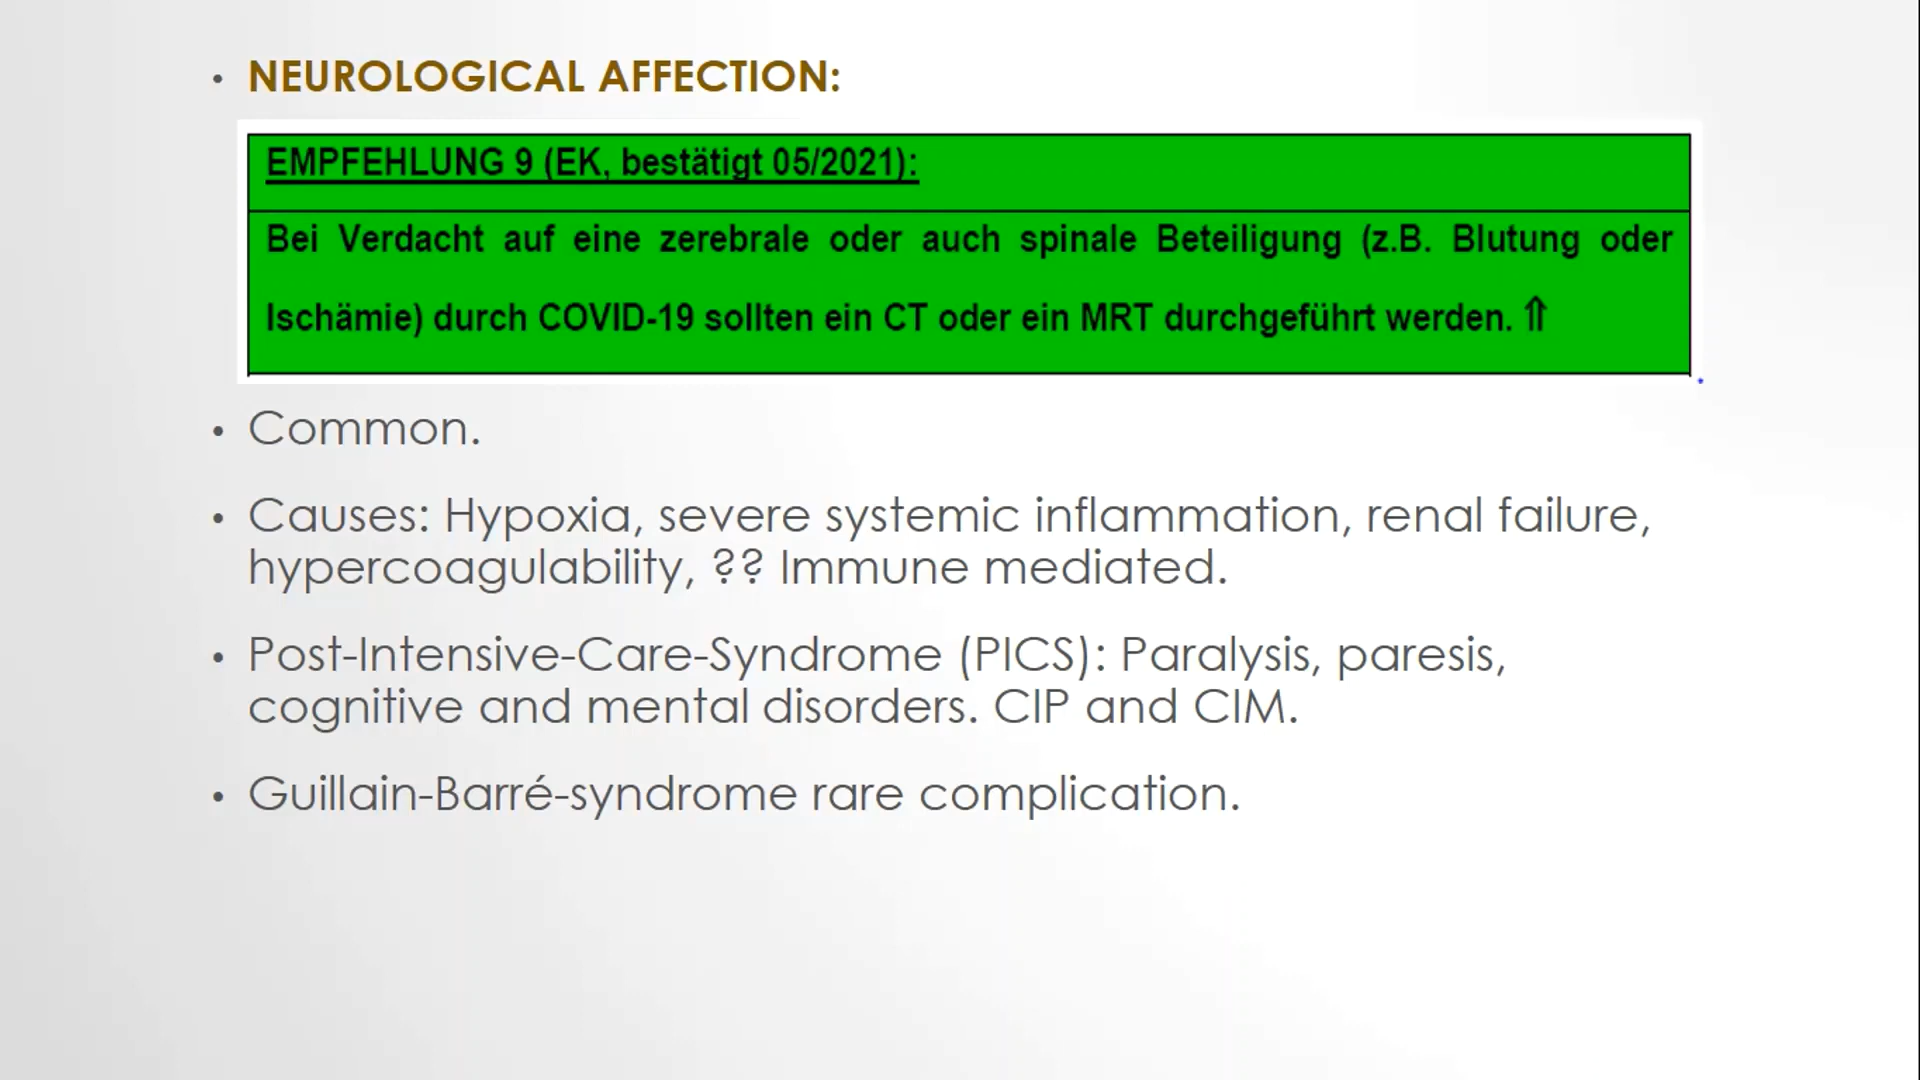 • NEUROLOGICAL AFFECTION:
EMPFEHLUNG 9 (EK, bestätigt 05/2021):
Bei Verdacht auf eine zerebrale oder auch spinale Beteiligung (z.B. Blutung oder
Ischämie) durch COVID-19 sollten ein CT oder ein MRT durchgeführt werden. ⇑
• Common.
• Causes: Hypoxia, severe systemic inflammation, renal failure,
hypercoagulability, ?? Immune mediated.
• Post-Intensive-Care-Syndrome (PICS): Paralysis, paresis,
cognitive and mental disorders. CIP and CIM.
• Guillain-Barré-syndrome rare complication.